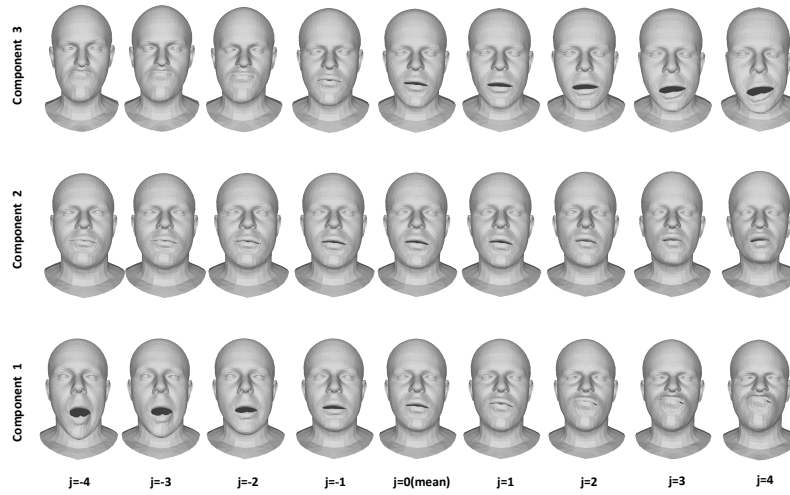 Component 3
Component 2
Component 1
j=-4 j=-3 j=-2 j=-1 j=0(mean) j=1 j=2 j=3 j=4